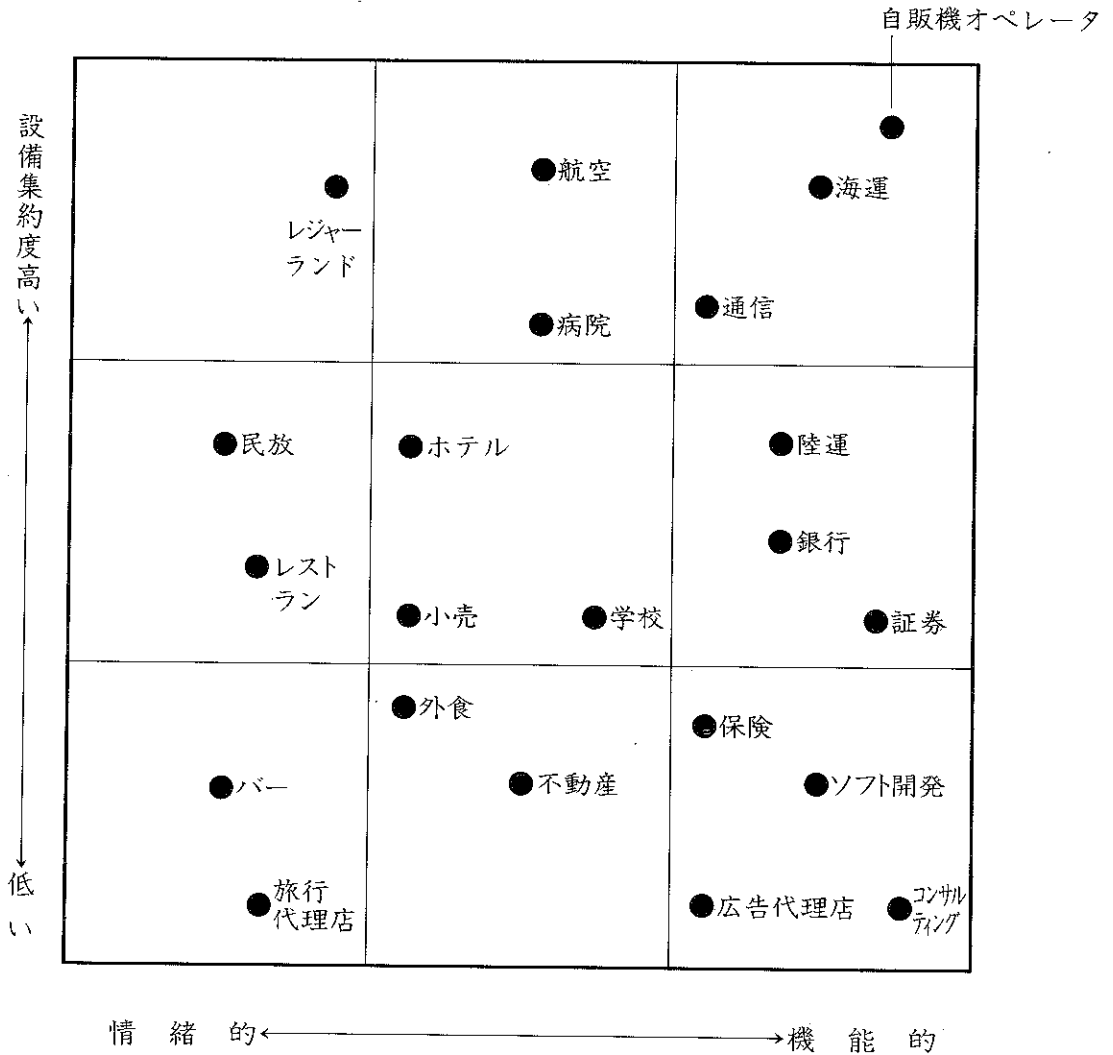 自販機オペレータ
設備集約度高い
航空
海運
レジャー
ランド
通信
病院
民放
ホテル
陸運
銀行
レスト
ラン
小売
学校
証券
外食
保険
バー
不動産
ソフト開発
低い
旅行
代理店
広告代理店
コンサル
ティング
情緒的
機能的